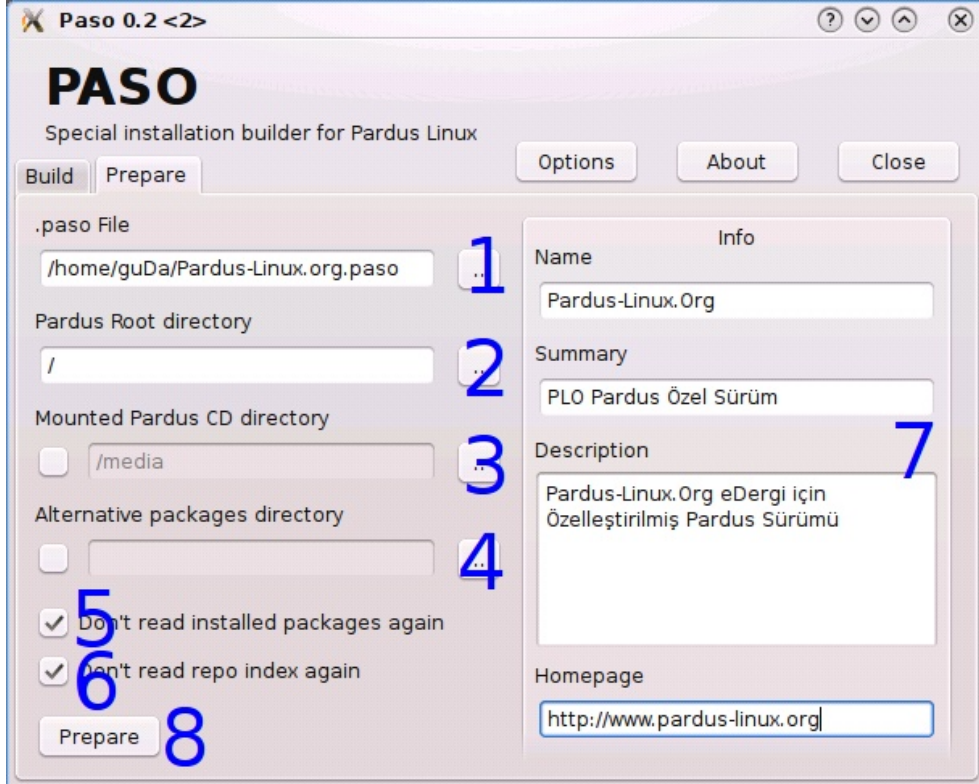 Paso 0.2 <2>
PASO
Special installation builder for Pardus Linux
Options
About
Close
Build
Prepare
.paso File
/home/guDa/Pardus-Linux.org.paso
...
1
Pardus Root directory
/
...
2
Mounted Pardus CD directory
/media
...
3
Alternative packages directory
...
4
5
Don't read installed packages again
6
Don't read repo index again
Prepare
8
Info
Name
Pardus-Linux.Org
Summary
PLO Pardus Özel Sürüm
7
Description
Pardus-Linux.Org eDergi için
Özelleştirilmiş Pardus Sürümü
Homepage
http://www.pardus-linux.org